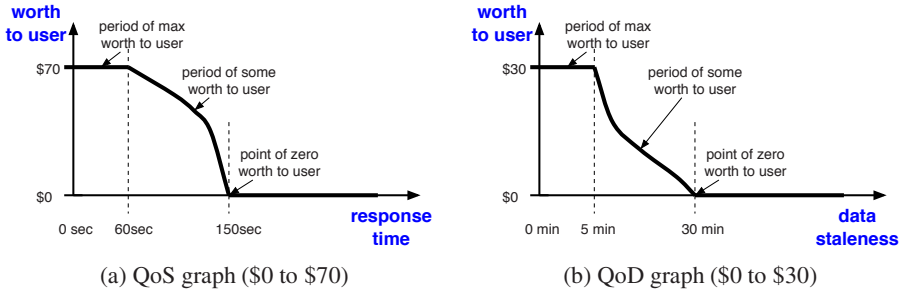 worth
to user
period of max
worth to user
$70
period of some
worth to user
point of zero
worth to user
$0
response
time
0 sec
60sec
150sec
(a) QoS graph ($0 to $70)
worth
to user
period of max
worth to user
$30
period of some
worth to user
point of zero
worth to user
$0
data
staleness
0 min
5 min
30 min
(b) QoD graph ($0 to $30)